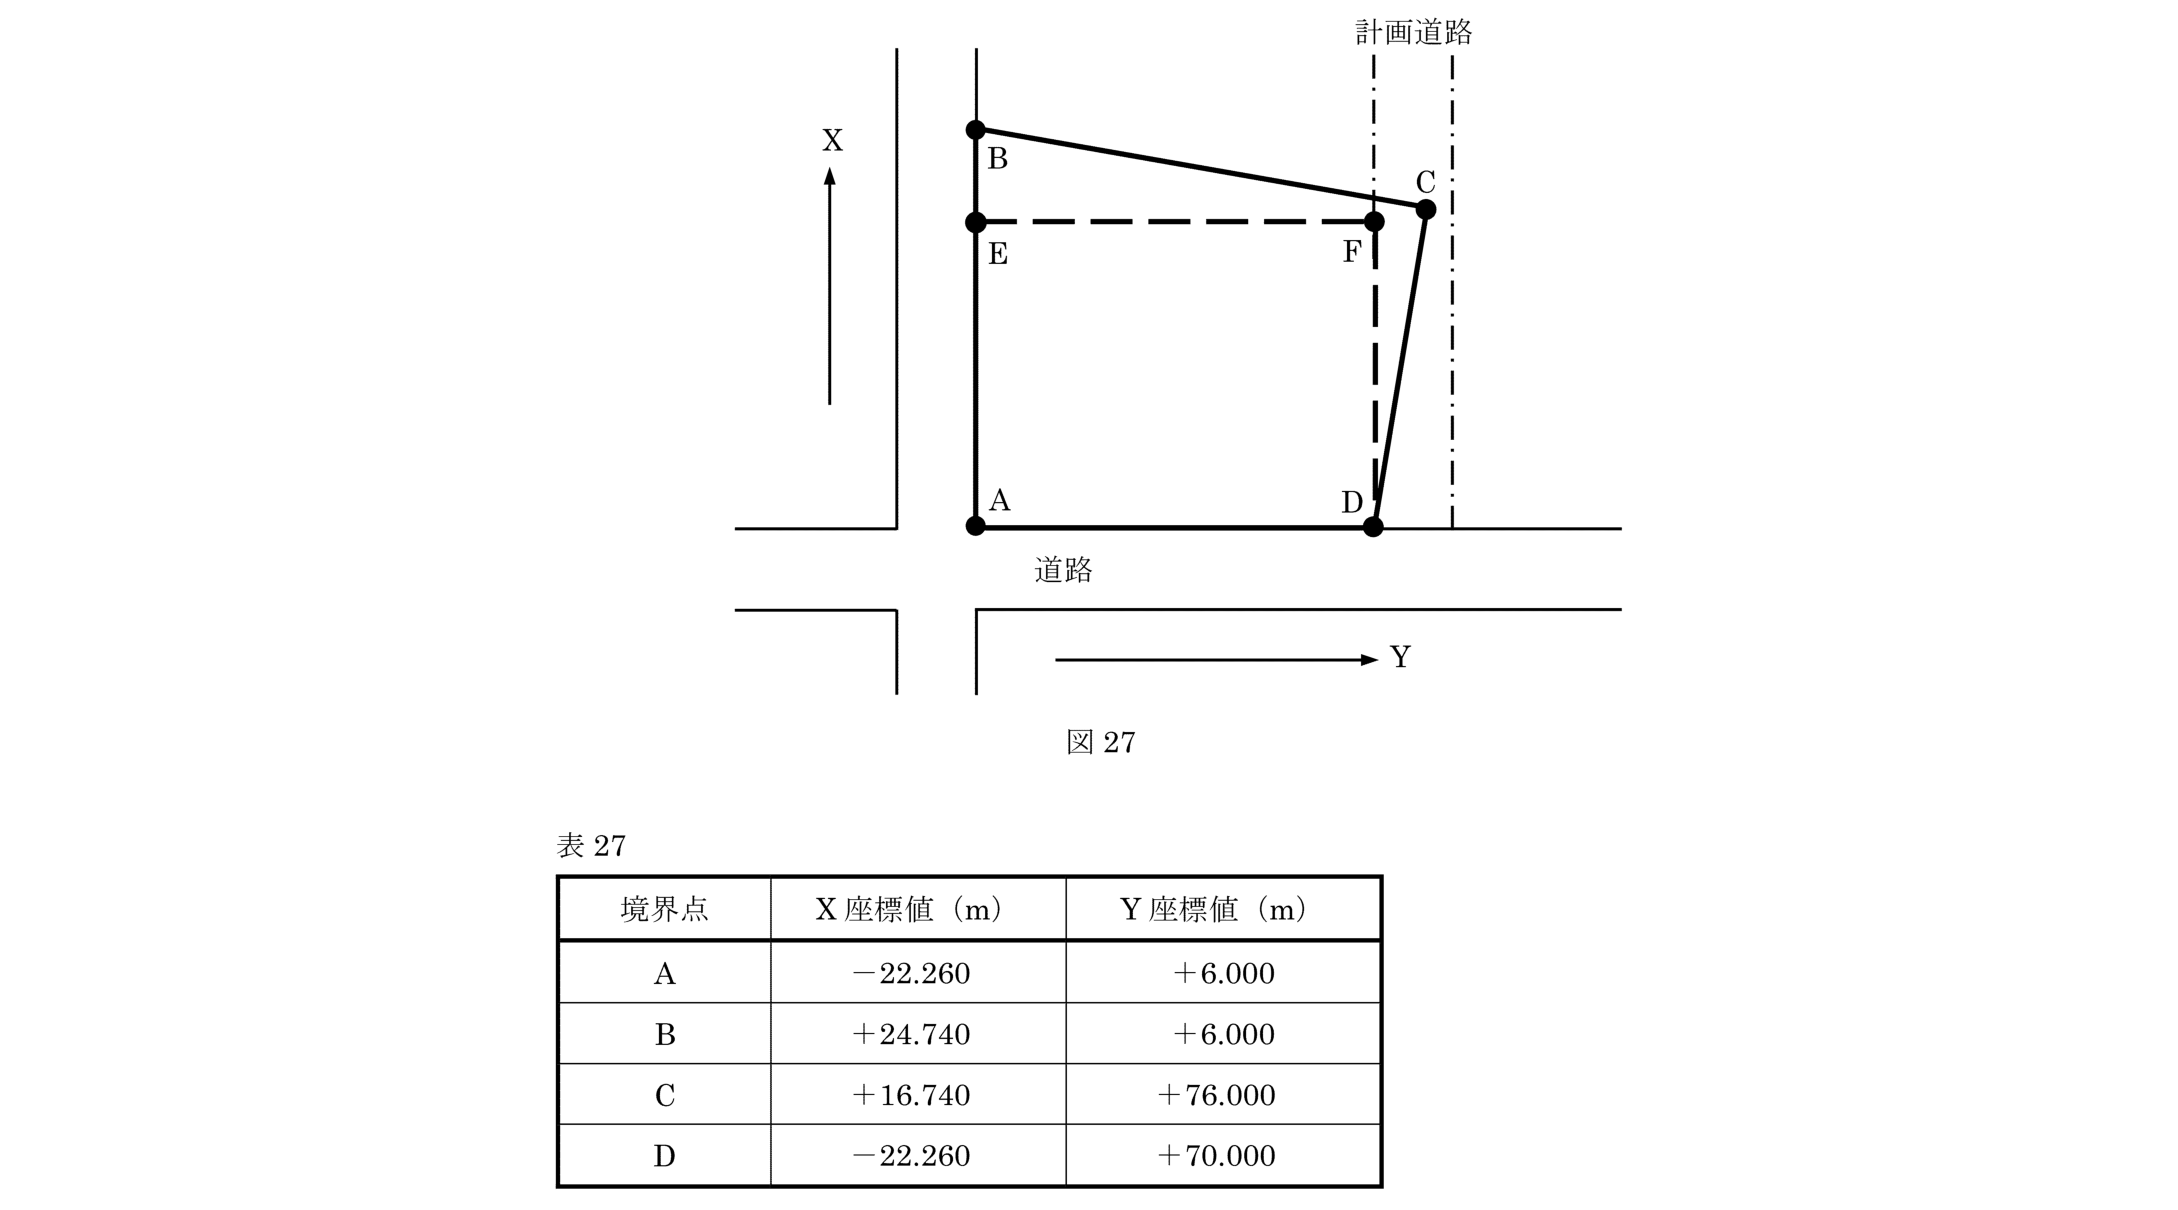 計画道路
X
B
C
E
F
A
D
道路
Y
図 27
表 27
境界点 X 座標値（m） Y 座標値（m）
A －22.260 ＋6.000
B ＋24.740 ＋6.000
C ＋16.740 ＋76.000
D －22.260 ＋70.000